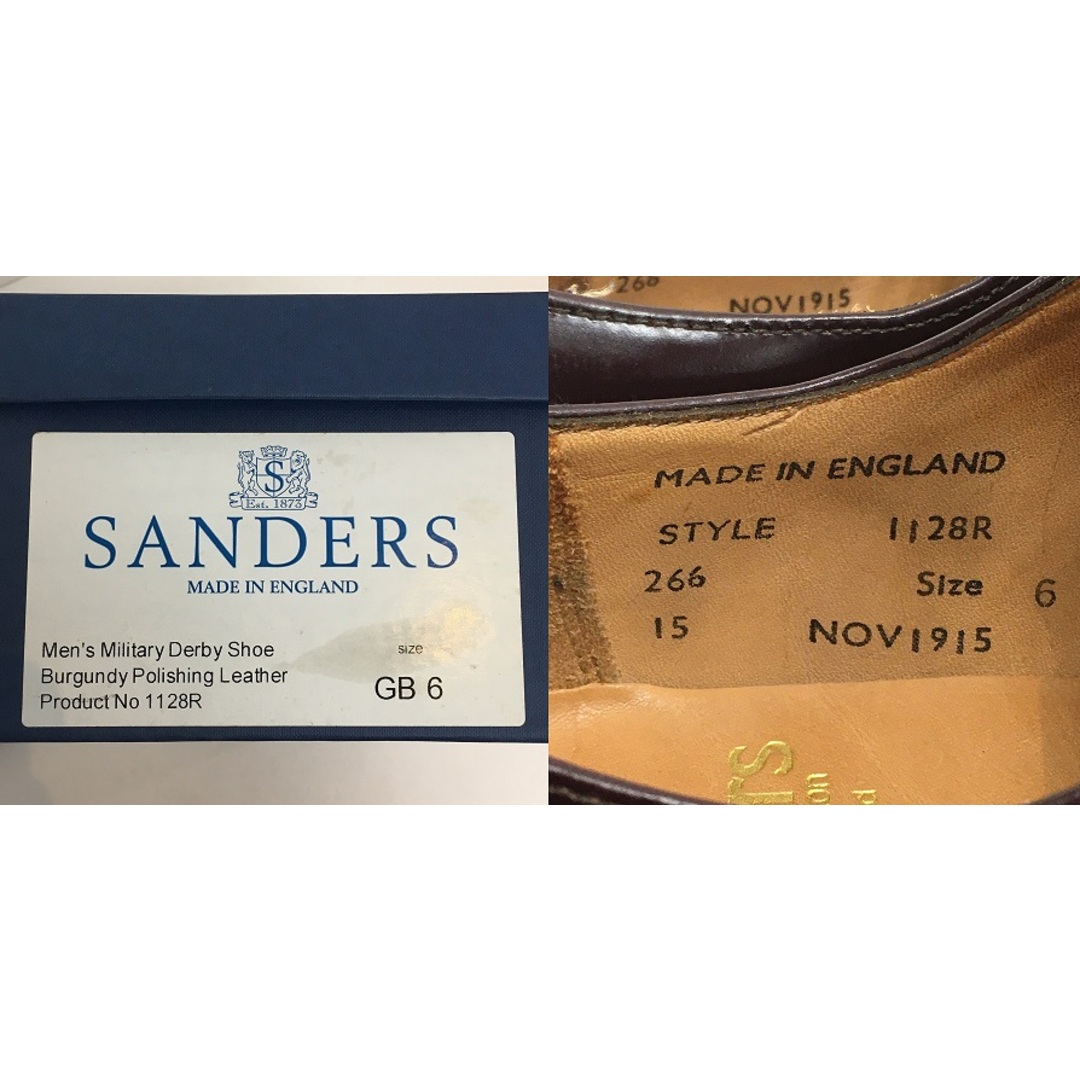 S
Est. 1873
SANDERS
MADE IN ENGLAND
Men's Military Derby Shoe
Burgundy Polishing Leather
Product No 1128R
size
GB 6
266
NOV1915
MADE IN ENGLAND
STYLE 1128R
266 Size 6
15 NOV1915